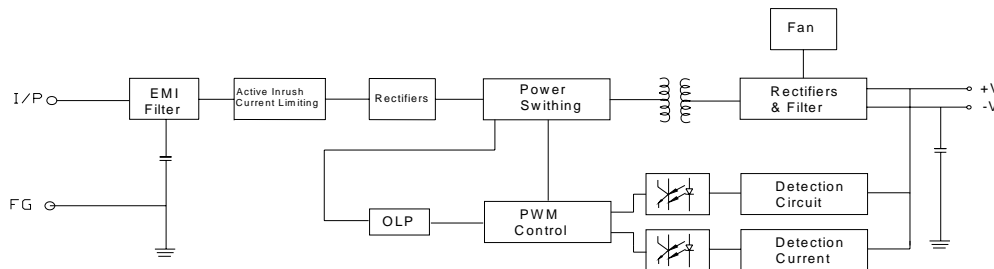 Fan
I/P
EMI
Filter
Active Inrush
Current Limiting
Rectifiers
Power
Swithing
Rectifiers
& Filter
+V
-V
FG
OLP
PWM
Control
Detection
Circuit
Detection
Current